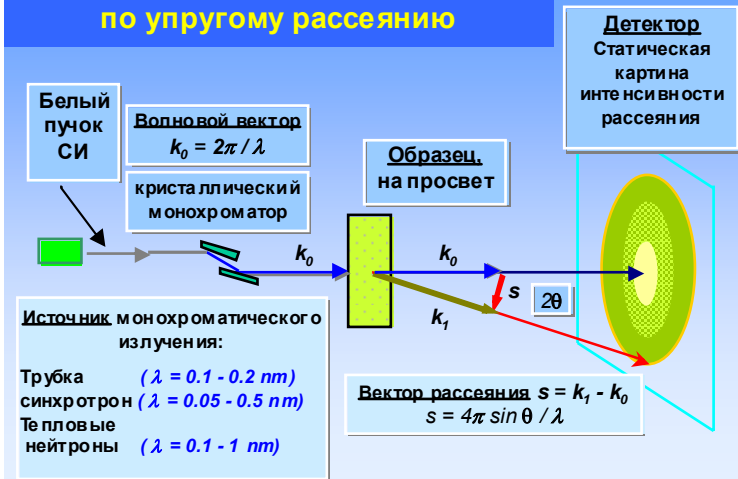 по упругому рассеянию
Детектор
Статическая
картина
интенсивности
рассеяния
Белый
пучок
СИ
Волновой вектор
k₀ = 2π / λ
кристаллический
монохроматор
Образец,
на просвет
k₀
k₀
s
2θ
k₁
Источник монохроматического
излучения:
Трубка ( λ = 0.1 - 0.2 nm)
синхротрон ( λ = 0.05 - 0.5 nm)
Тепловые
нейтроны ( λ = 0.1 - 1 nm)
Вектор рассеяния s = k₁ - k₀
s = 4π sin θ / λ